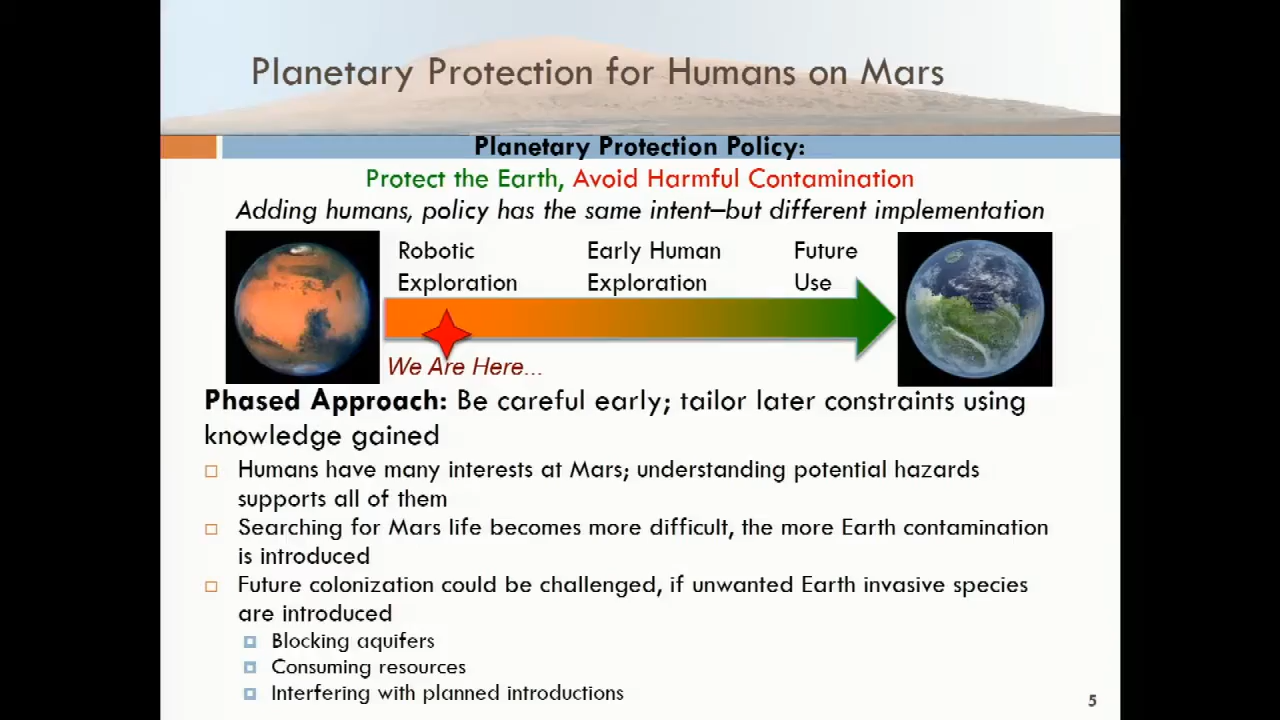 Planetary Protection for Humans on Mars
Planetary Protection Policy:
Protect the Earth, Avoid Harmful Contamination
Adding humans, policy has the same intent—but different implementation
Robotic
Exploration
Early Human
Exploration
Future
Use
We Are Here...
Phased Approach: Be careful early; tailor later constraints using
knowledge gained
Humans have many interests at Mars; understanding potential hazards
supports all of them
Searching for Mars life becomes more difficult, the more Earth contamination
is introduced
Future colonization could be challenged, if unwanted Earth invasive species
are introduced
Blocking aquifers
Consuming resources
Interfering with planned introductions
5